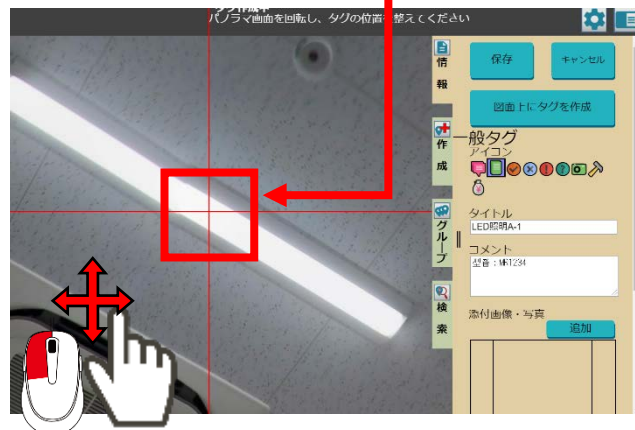 パノラマ画面を回転し、タグの位置を整えてください
情報
保存
キャンセル
図面上にタグを作成
作成
一般タグ
アイコン
グループ
タイトル
LED照明A-1
コメント
型番：MR1234
検索
添付画像・写真
追加